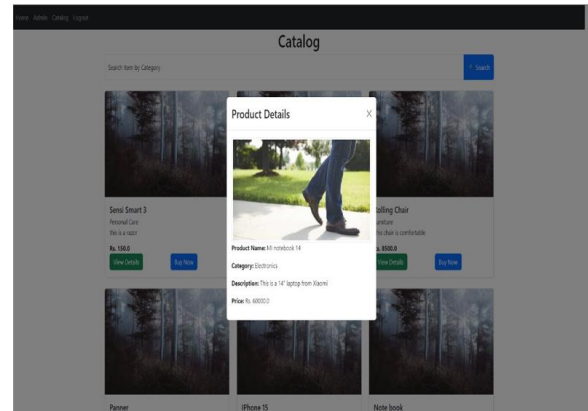 Home Admin Catalog Logout
Catalog
Search Item by Category
Search
Product Details
X
Product Name: MI notebook 14
Category: Electronics
Description: This is a 14" laptop from Xiaomi
Price: Rs. 60000.0
Sensi Smart 3
Personal Care
this is a razor
Rs. 150.0
View Details
Buy Now
olling Chair
urniture
his chair is comfortable
s. 8500.0
View Details
Buy Now
Panner
IPhone 15
Note book